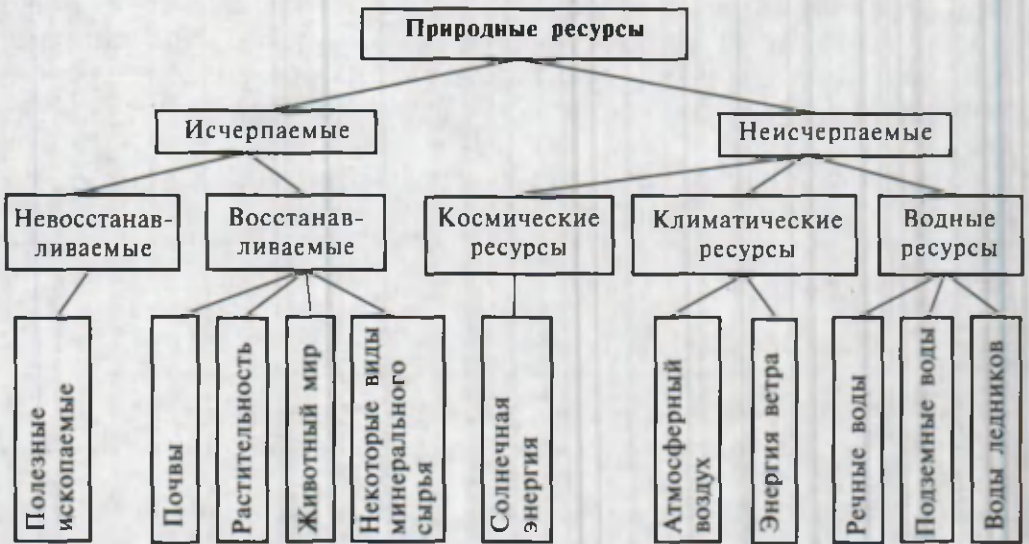 Природные ресурсы
Исчерпаемые
Неисчерпаемые
Невосстанав-
ливаемые
Восстанав-
ливаемые
Космические
ресурсы
Климатические
ресурсы
Водные
ресурсы
Полезные
ископаемые
Почвы
Растительность
Животный мир
Некоторые виды
минерального
сырья
Солнечная
энергия
Атмосферный
воздух
Энергия ветра
Речные воды
Подземные воды
Воды ледников